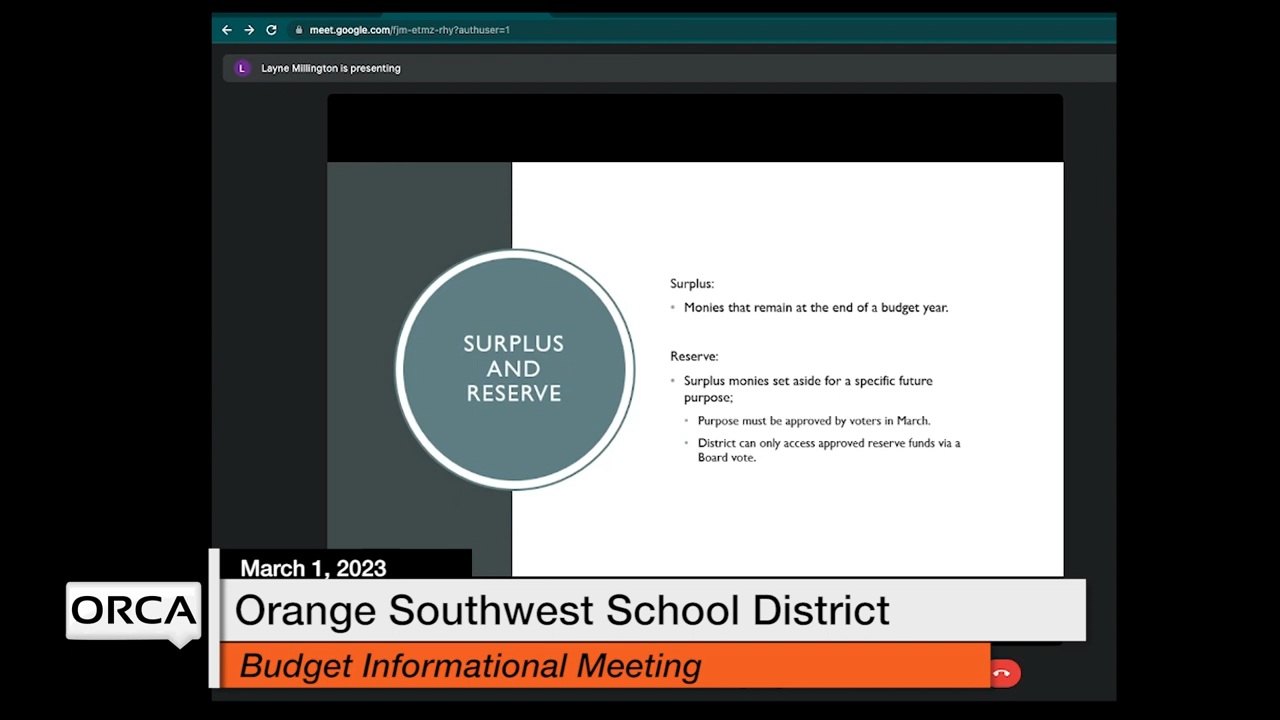 meet.google.com/fjm-etmz-rhy?authuser=1
L
Layne Millington is presenting
SURPLUS
AND
RESERVE
Surplus:
• Monies that remain at the end of a budget year.
Reserve:
• Surplus monies set aside for a specific future
purpose;
• Purpose must be approved by voters in March.
• District can only access approved reserve funds via a
Board vote.
March 1, 2023
ORCA
Orange Southwest School District
Budget Informational Meeting